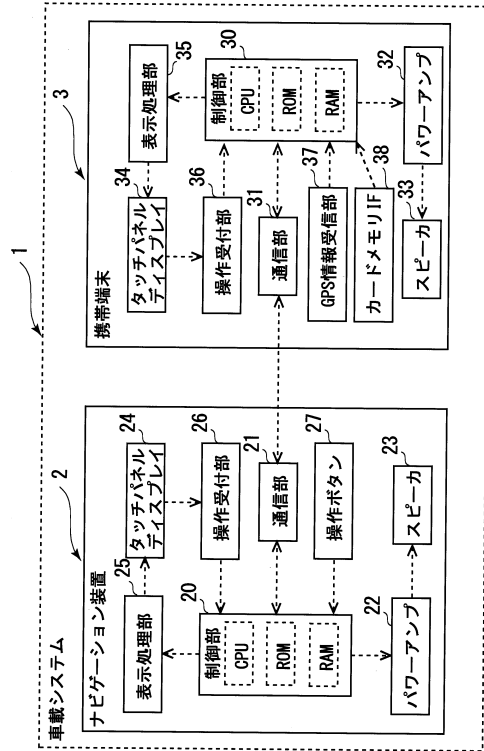 1
車載システム
2
ナビゲーション装置
25
表示処理部
24
タッチパネル
ディスプレイ
20
制御部
CPU
ROM
RAM
26
操作受付部
21
通信部
27
操作ボタン
22
パワーアンプ
23
スピーカ
3
携帯端末
34
タッチパネル
ディスプレイ
35
表示処理部
36
操作受付部
30
制御部
CPU
ROM
RAM
31
通信部
37
GPS情報受信部
38
カードメモリIF
32
パワーアンプ
33
スピーカ